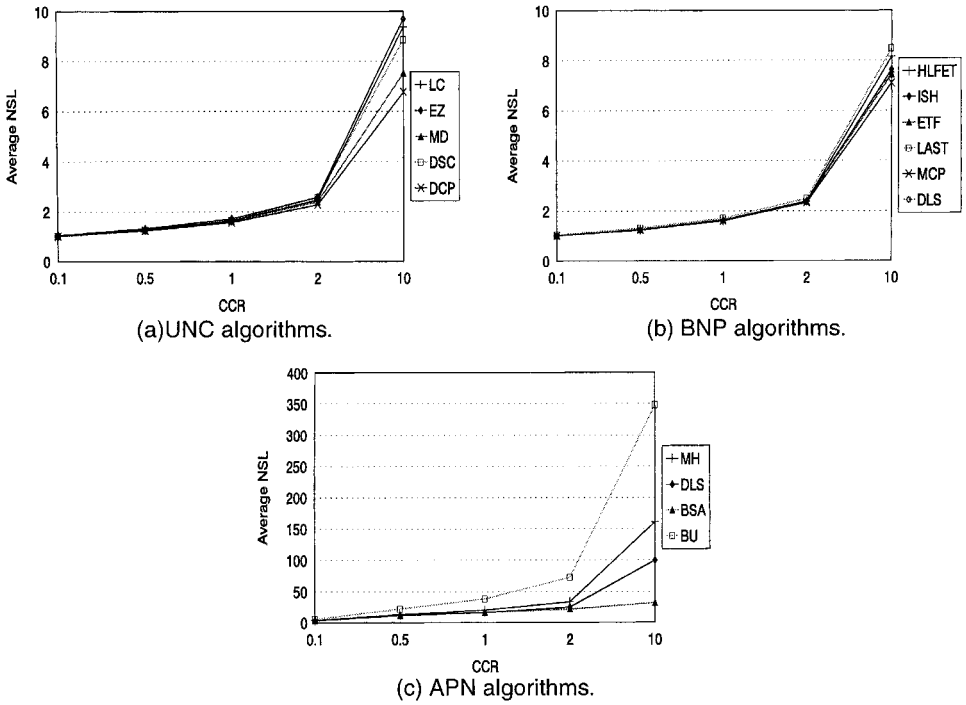 10
8
6
4
2
0
Average NSL
0.1 0.5 1 2 10
CCR
LC
EZ
MD
DSC
DCP
(a)UNC algorithms.
10
8
6
4
2
0
Average NSL
0.1 0.5 1 2 10
CCR
HLFET
ISH
ETF
LAST
MCP
DLS
(b) BNP algorithms.
400
350
300
250
200
150
100
50
0
Average NSL
0.1 0.5 1 2 10
CCR
MH
DLS
BSA
BU
(c) APN algorithms.